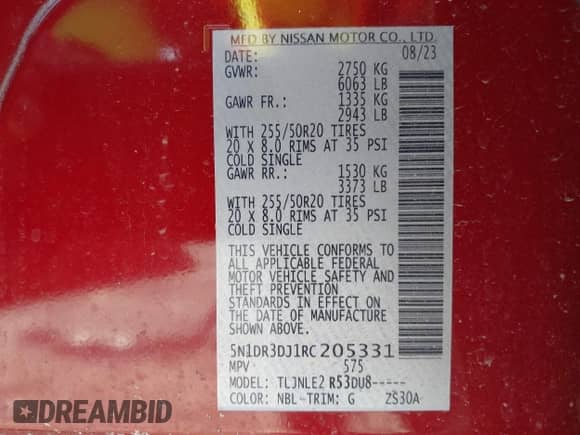 MFD BY NISSAN MOTOR CO., LTD.
DATE: 08/23
GVWR: 2750 KG
6063 LB
GAWR FR.: 1335 KG
2943 LB
WITH 255/50R20 TIRES
20 X 8.0 RIMS AT 35 PSI
COLD SINGLE
GAWR RR.: 1530 KG
3373 LB
WITH 255/50R20 TIRES
20 X 8.0 RIMS AT 35 PSI
COLD SINGLE
THIS VEHICLE CONFORMS TO
ALL APPLICABLE FEDERAL
MOTOR VEHICLE SAFETY AND
THEFT PREVENTION
STANDARDS IN EFFECT ON
THE DATE OF MANUFACTURE
SHOWN ABOVE.
5N1DR3DJ1RC205331
MPV 575
MODEL: TLJNLE2 R53DU8-----
COLOR: NBL-TRIM: G ZS30A
DREAMBID